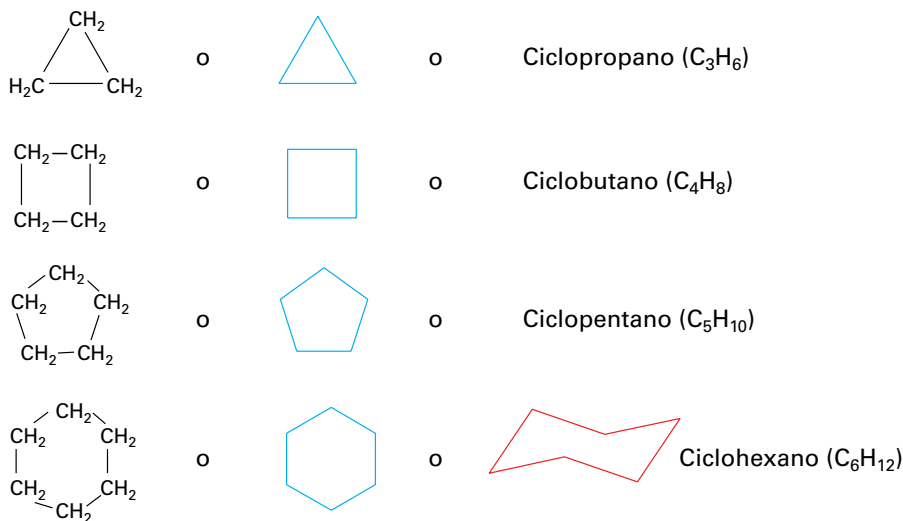 CH₂
H₂C CH₂ o o Ciclopropano (C₃H₆)
CH₂—CH₂
o o Ciclobutano (C₄H₈)
CH₂—CH₂
CH₂
CH₂ CH₂ o o Ciclopentano (C₅H₁₀)
CH₂—CH₂
CH₂
CH₂ CH₂
o o Ciclohexano (C₆H₁₂)
CH₂ CH₂
CH₂